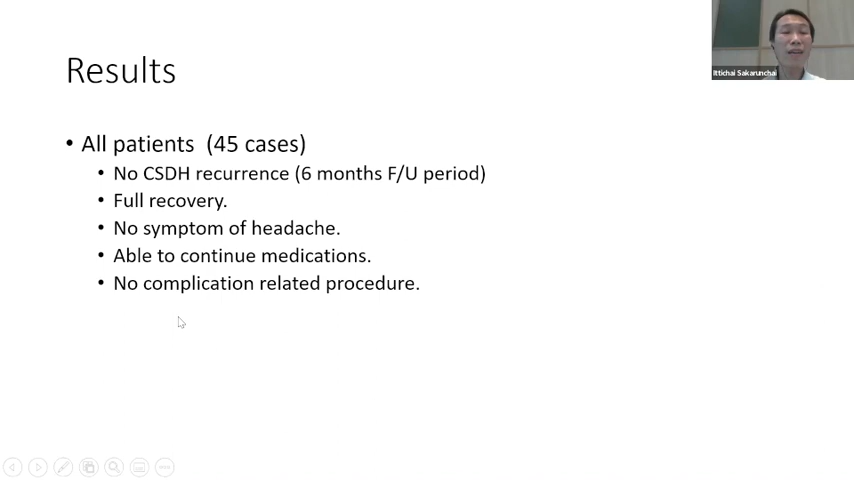 Ittichai Sakarunchai
Results
• All patients (45 cases)
• No CSDH recurrence (6 months F/U period)
• Full recovery.
• No symptom of headache.
• Able to continue medications.
• No complication related procedure.